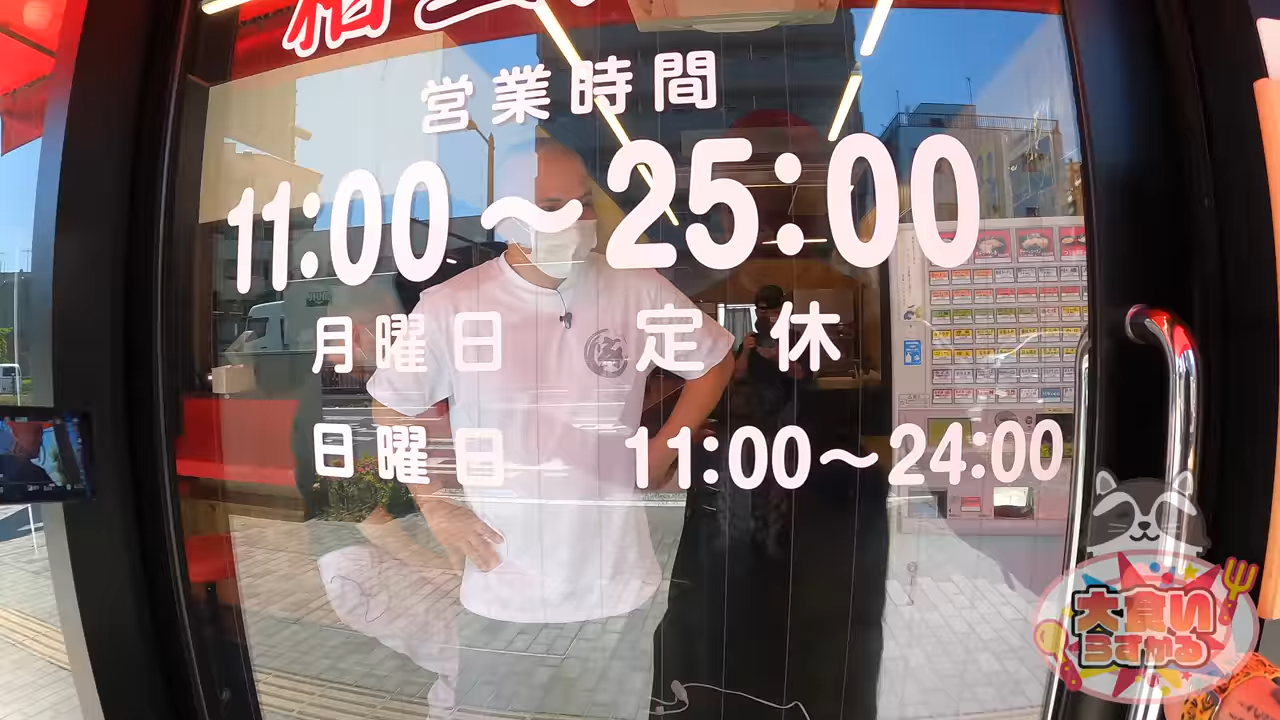 営業時間
11:00～25:00
月曜日 定休
日曜日 11:00～24:00
大食い
らすかる